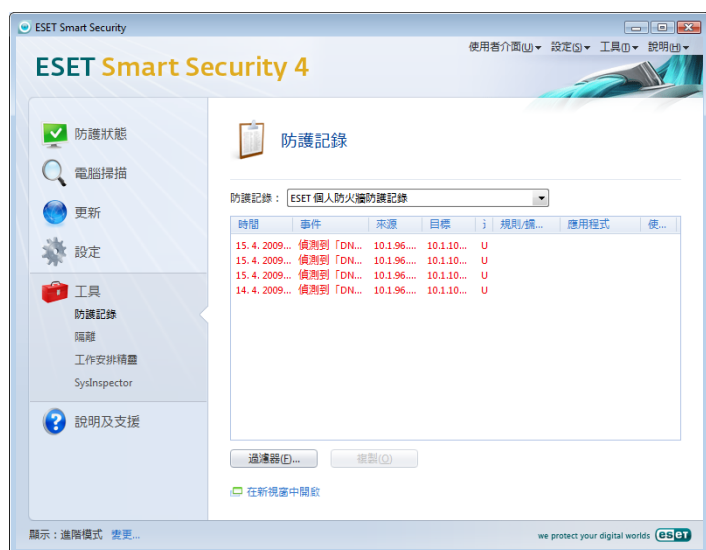 ESET Smart Security
使用者介面(U) 設定(S) 工具(T) 說明(H)
ESET Smart Security 4
防護狀態
電腦掃描
更新
設定
工具
防護記錄
隔離
工作安排精靈
SysInspector
說明及支援
防護記錄
防護記錄： ESET 個人防火牆防護記錄
時間 事件 來源 目標 規則/蠕... 應用程式 使...
15. 4. 2009... 偵測到「DN... 10.1.96.... 10.1.10... U
15. 4. 2009... 偵測到「DN... 10.1.96.... 10.1.10... U
15. 4. 2009... 偵測到「DN... 10.1.96.... 10.1.10... U
14. 4. 2009... 偵測到「DN... 10.1.96.... 10.1.10... U
過濾器(F)... 複製(O)
在新視窗中開啟
顯示：進階模式 變更...
we protect your digital worlds eset